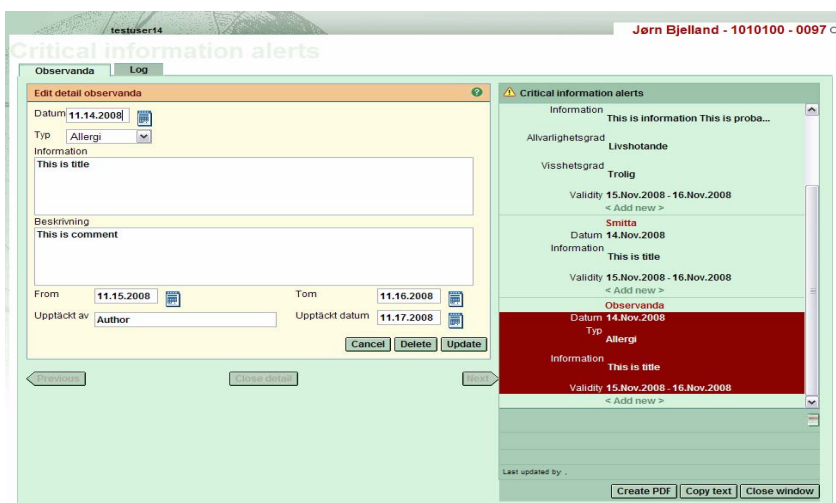 testuser14
Jørn Bjelland - 1010100 - 0097
Critical information alerts
Observanda
Log
Edit detail observanda
Datum 11.14.2008
Typ Allergi
Information
This is title
Beskrivning
This is comment
From 11.15.2008 Tom 11.16.2008
Upptäckt av Author Upptäckt datum 11.17.2008
Cancel Delete Update
Previous Close detail Next
Critical information alerts
Information
This is information This is proba...
Allvarlighetsgrad
Livshotande
Visshetsgrad
Trolig
Validity 15.Nov.2008 - 16.Nov.2008
< Add new >
Smitta
Datum 14.Nov.2008
Information
This is title
Validity 15.Nov.2008 - 16.Nov.2008
< Add new >
Observanda
Datum 14.Nov.2008
Typ
Allergi
Information
This is title
Validity 15.Nov.2008 - 16.Nov.2008
< Add new >
Last updated by .
Create PDF Copy text Close window